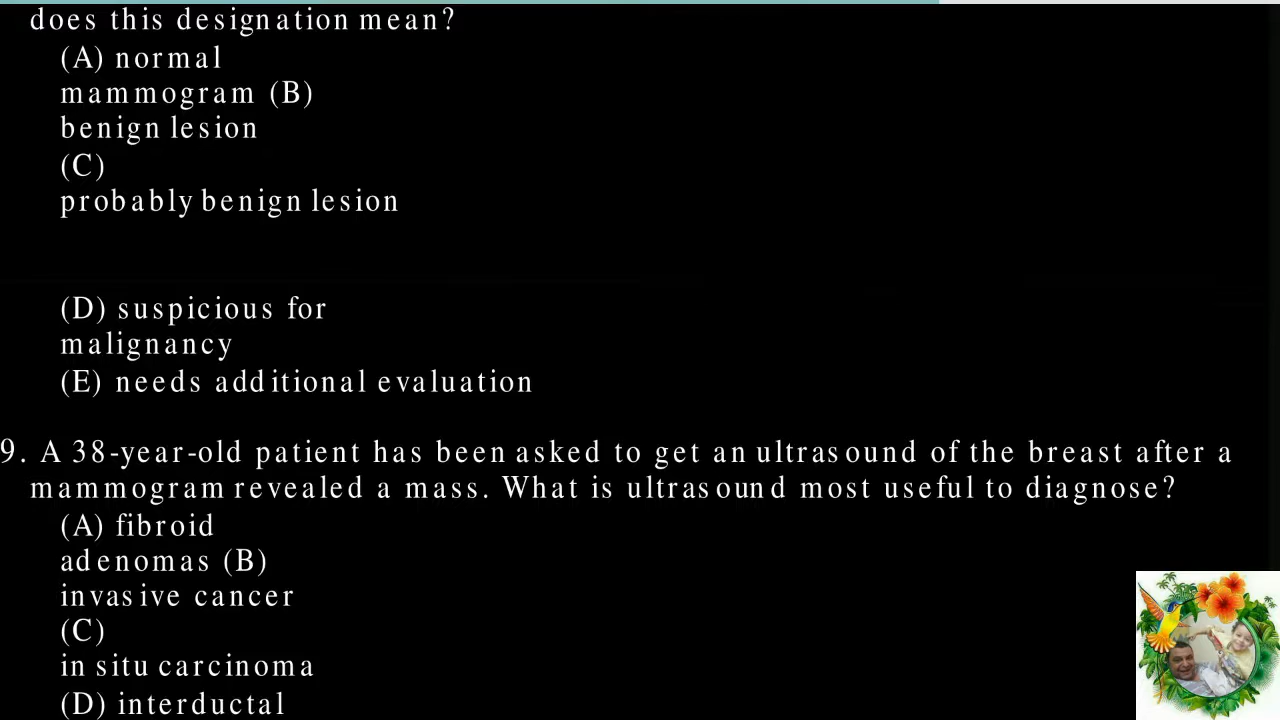 does this designation mean?
(A) normal
mammogram (B)
benign lesion
(C)
probably benign lesion
(D) suspicious for
malignancy
(E) needs additional evaluation
9. A 38-year-old patient has been asked to get an ultrasound of the breast after a
mammogram revealed a mass. What is ultrasound most useful to diagnose?
(A) fibroid
adenomas (B)
invasive cancer
(C)
in situ carcinoma
(D) interductal